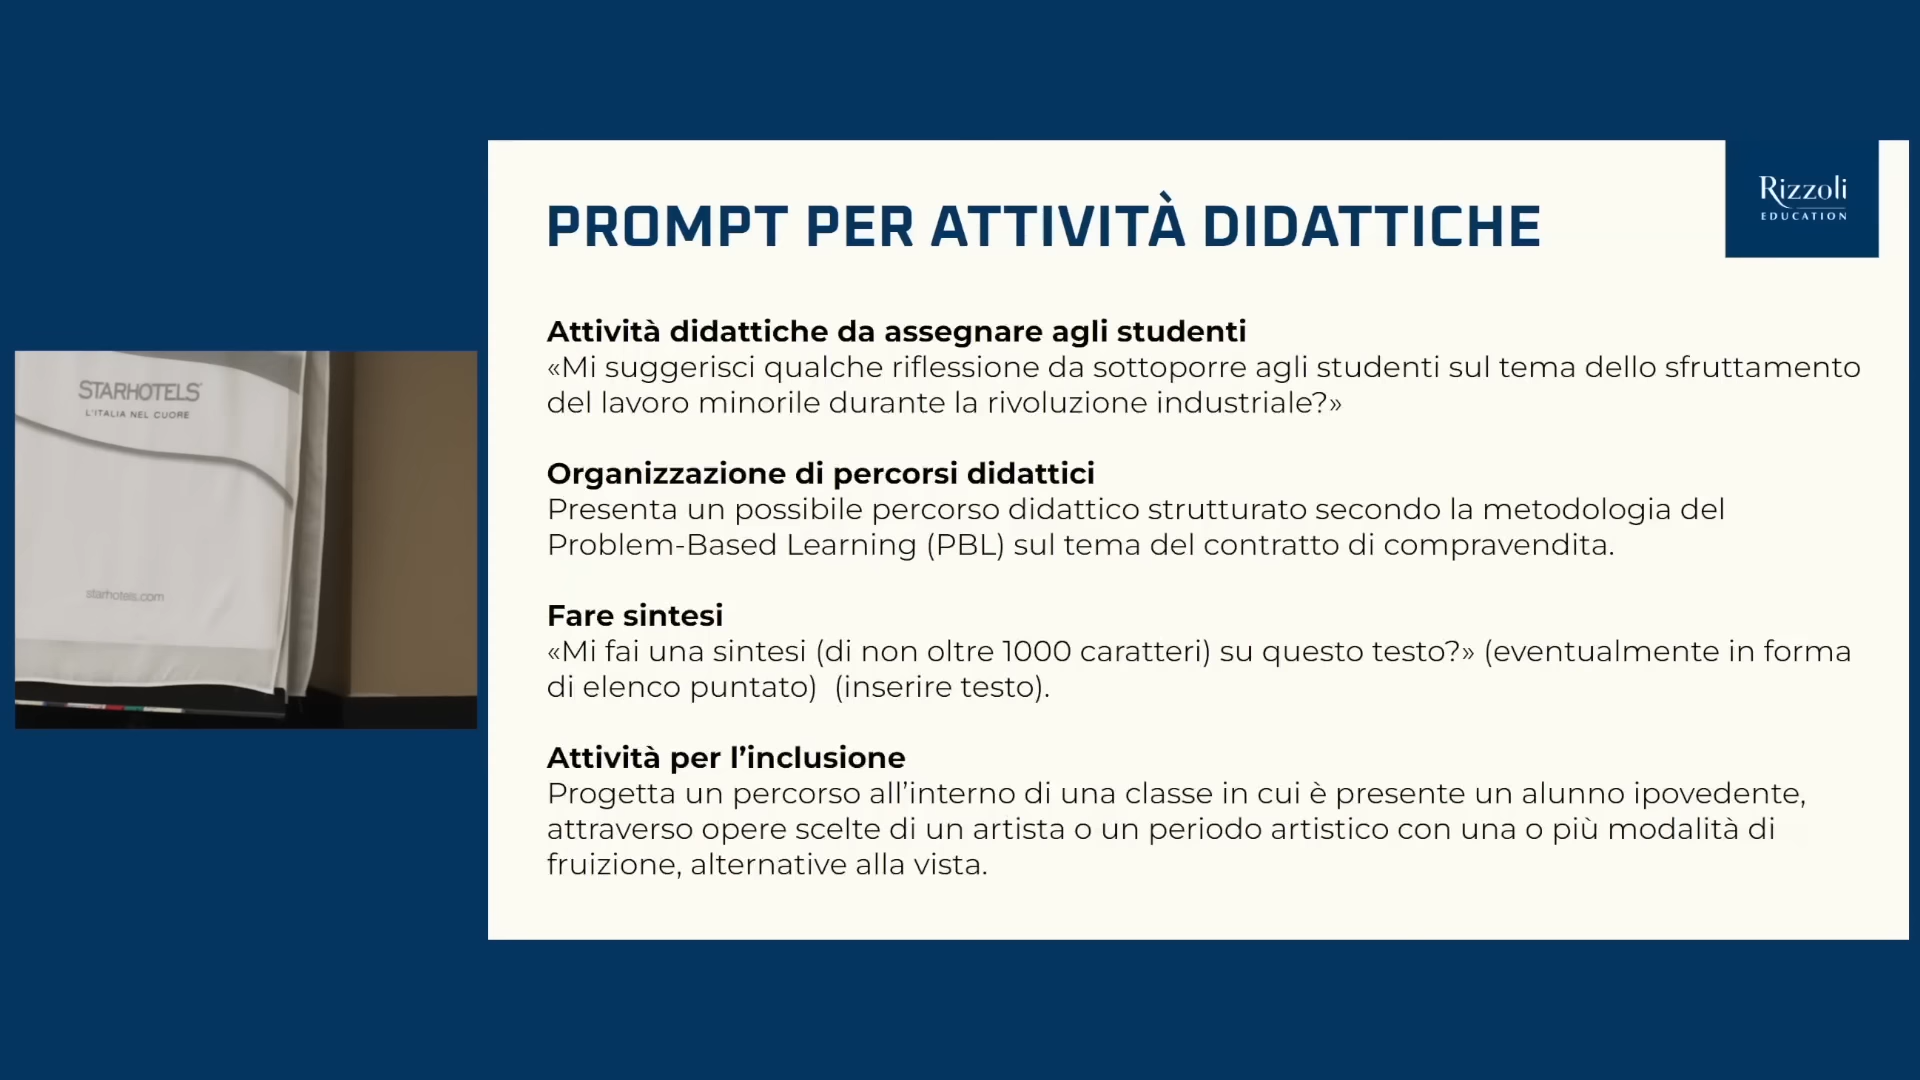 STARHOTELS
L'ITALIA NEL CUORE
starhotels.com
Rizzoli
EDUCATION
PROMPT PER ATTIVITÀ DIDATTICHE
Attività didattiche da assegnare agli studenti
«Mi suggerisci qualche riflessione da sottoporre agli studenti sul tema dello sfruttamento
del lavoro minorile durante la rivoluzione industriale?»
Organizzazione di percorsi didattici
Presenta un possibile percorso didattico strutturato secondo la metodologia del
Problem-Based Learning (PBL) sul tema del contratto di compravendita.
Fare sintesi
«Mi fai una sintesi (di non oltre 1000 caratteri) su questo testo?» (eventualmente in forma
di elenco puntato)  (inserire testo).
Attività per l’inclusione
Progetta un percorso all’interno di una classe in cui è presente un alunno ipovedente,
attraverso opere scelte di un artista o un periodo artistico con una o più modalità di
fruizione, alternative alla vista.